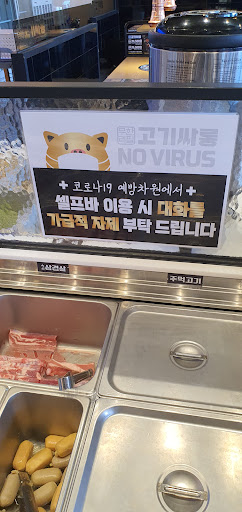 고기싸롱
NO VIRUS
✚ 코로나19 예방차원에서 ✚
셀프바 이용 시 대화를
가급적 자제 부탁 드립니다
삼겹살
주먹고기